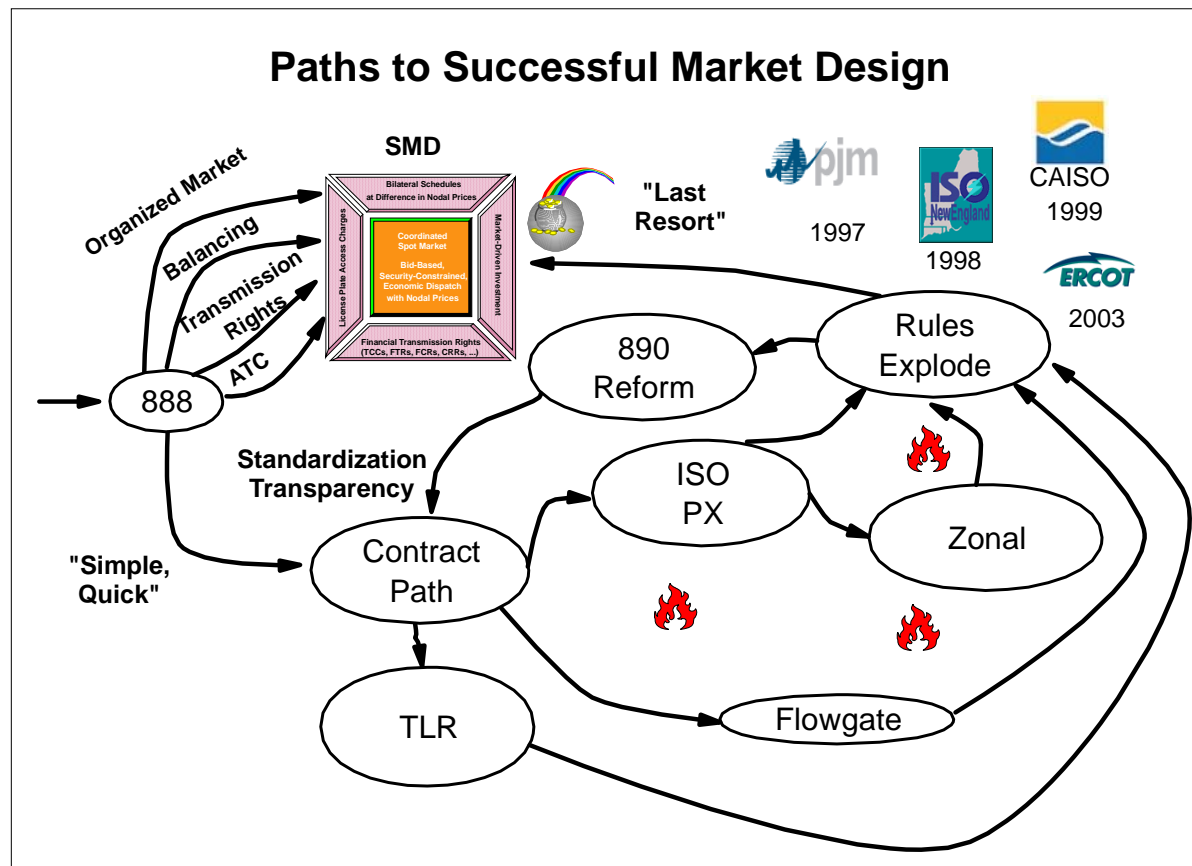 Paths to Successful Market Design
SMD
Organized Market
Balancing
Transmission
Rights
ATC
Bilateral Schedules
at Difference in Nodal Prices
License Plate Access Charges
Coordinated
Spot Market
Bid-Based,
Security-Constrained,
Economic Dispatch
with Nodal Prices
Market-Driven Investment
Financial Transmission Rights
(TCCs, FTRs, FCRs, CRRs, ...)
"Last
Resort"
pjm
1997
ISO
NewEngland
1998
CAISO
1999
ERCOT
2003
888
890
Reform
Rules
Explode
Standardization
Transparency
ISO
PX
Zonal
"Simple,
Quick"
Contract
Path
TLR
Flowgate